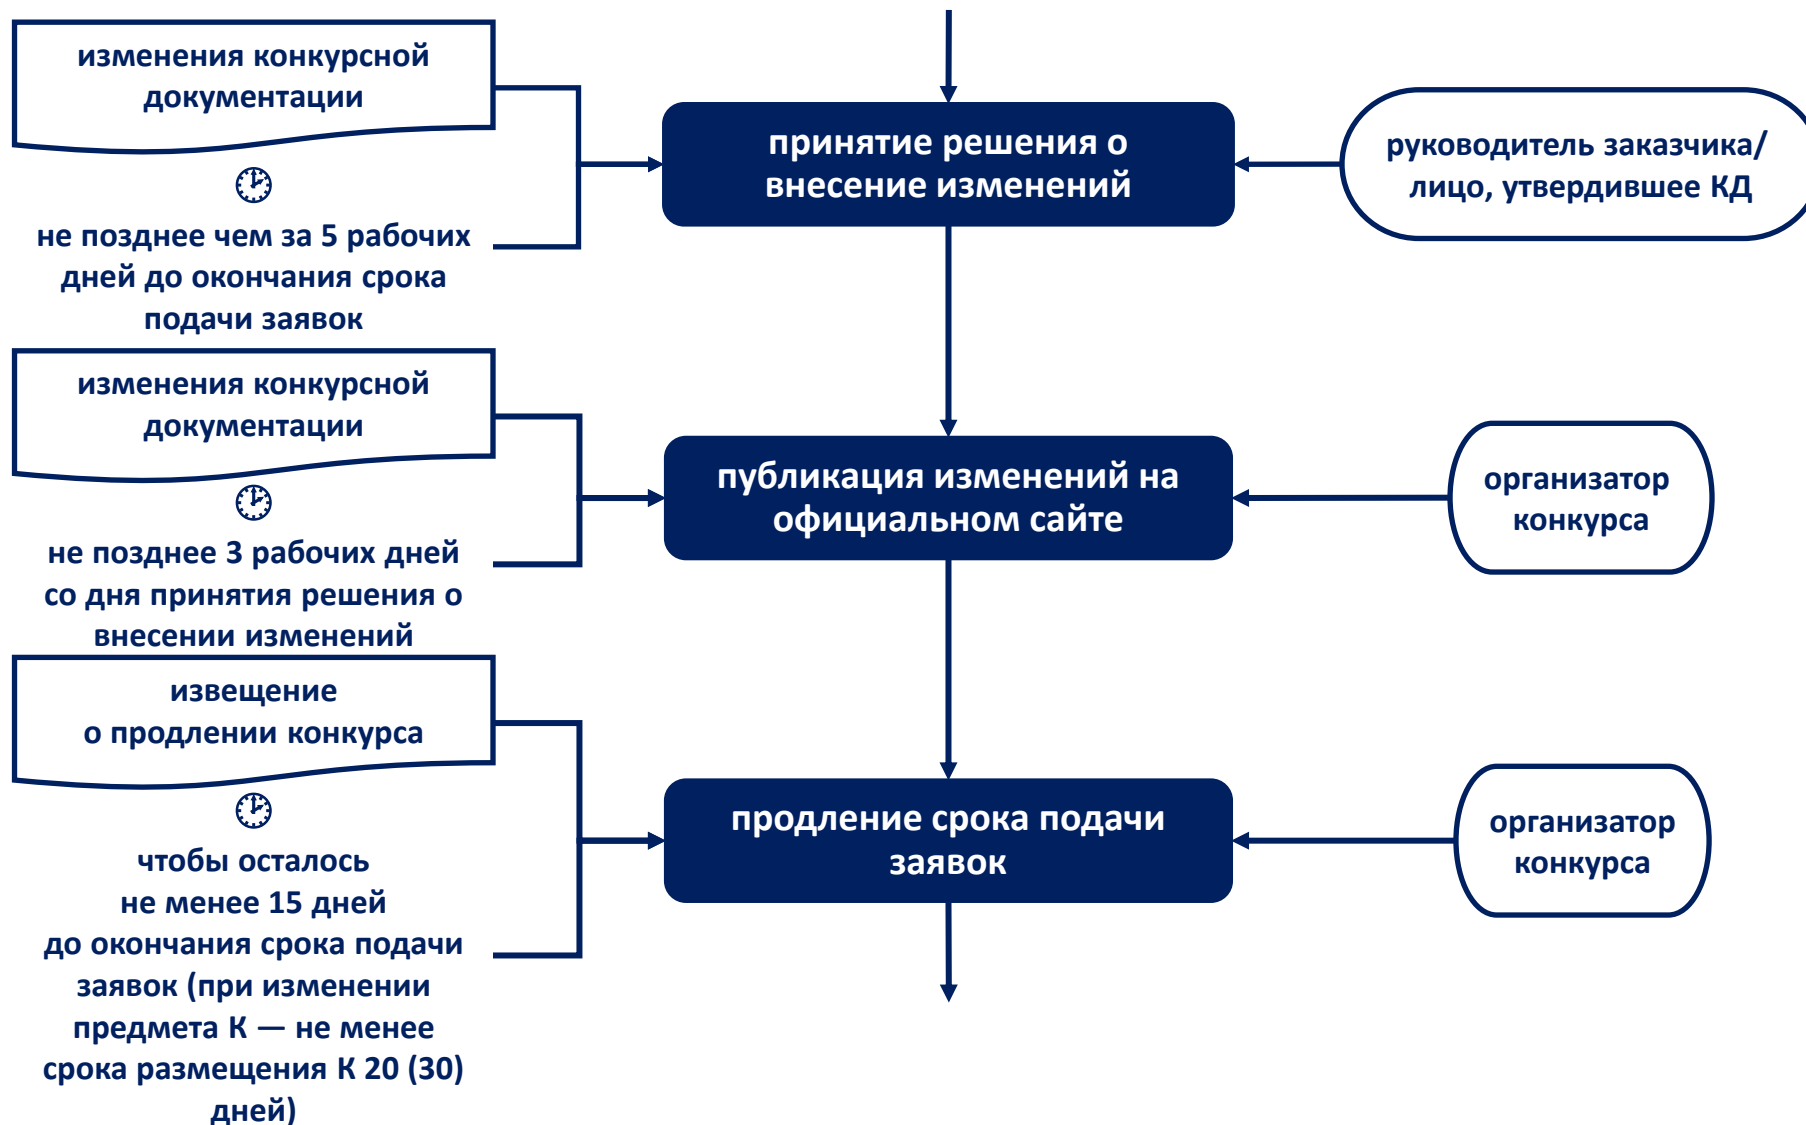 изменения конкурсной
документации
не позднее чем за 5 рабочих
дней до окончания срока
подачи заявок
принятие решения о
внесение изменений
руководитель заказчика/
лицо, утвердившее КД
изменения конкурсной
документации
не позднее 3 рабочих дней
со дня принятия решения о
внесении изменений
публикация изменений на
официальном сайте
организатор
конкурса
извещение
о продлении конкурса
чтобы осталось
не менее 15 дней
до окончания срока подачи
заявок (при изменении
предмета К — не менее
срока размещения К 20 (30)
дней)
продление срока подачи
заявок
организатор
конкурса